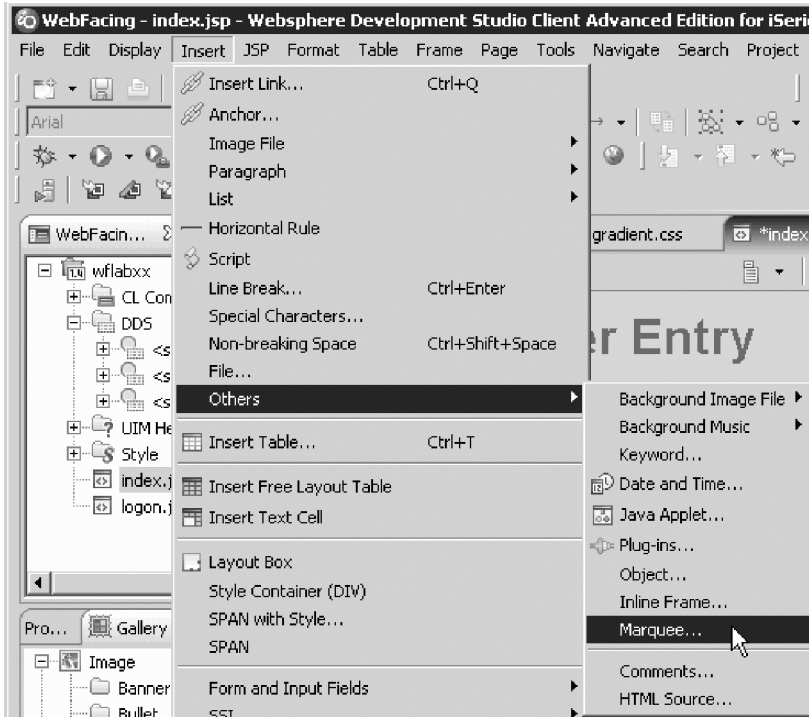 WebFacing - index.jsp - Websphere Development Studio Client Advanced Edition for iSeri
File Edit Display Insert JSP Format Table Frame Page Tools Navigate Search Project
Arial
Insert Link... Ctrl+Q
Anchor...
Image File
Paragraph
List
Horizontal Rule
Script
Line Break... Ctrl+Enter
Special Characters...
Non-breaking Space Ctrl+Shift+Space
File...
Others
Insert Table... Ctrl+T
Insert Free Layout Table
Insert Text Cell
Layout Box
Style Container (DIV)
SPAN with Style...
SPAN
Form and Input Fields
SSI
WebFacin...
wflabxx
CL Con
DDS
<s
<s
<s
UIM He
Style
index.j
logon.j
Pro... Gallery
Image
Banner
Bullet
gradient.css *index
er Entry
Background Image File
Background Music
Keyword...
Date and Time...
Java Applet...
Plug-ins...
Object...
Inline Frame...
Marquee...
Comments...
HTML Source...